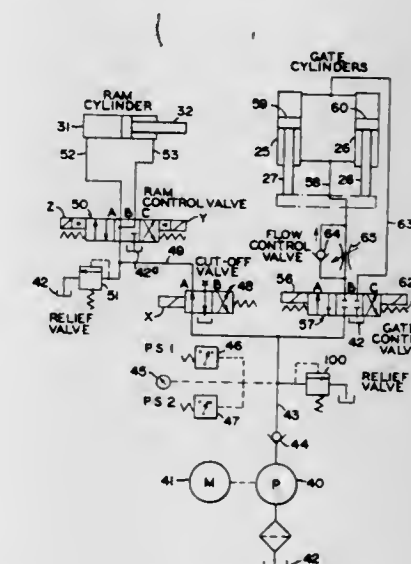 GATE
CYLINDERS
RAM
CYLINDER
32
31
52
53
59
60
25
26
27
58
26
63
50
A
B
C
RAM
CONTROL VALVE
Z
Y
49
42
42a
51
RELIEF
VALVE
CUT-OFF
VALVE
A
B
48
X
64
65
FLOW
CONTROL
VALVE
56
A
B
C
62
57
42
GATE
CONTROL
VALVE
PS 1
46
45
PS 2
47
100
RELIEF
VALVE
43
44
41
M
P
40
42